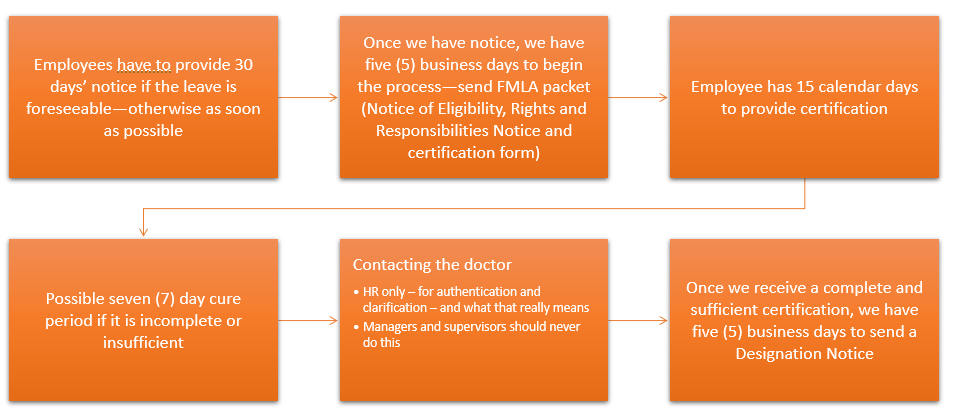 Employees have to provide 30
days' notice if the leave is
foreseeable—otherwise as soon
as possible
Once we have notice, we have
five (5) business days to begin
the process—send FMLA packet
(Notice of Eligibility, Rights and
Responsibilities Notice and
certification form)
Employee has 15 calendar days
to provide certification
Possible seven (7) day cure
period if it is incomplete or
insufficient
Contacting the doctor
• HR only – for authentication and
clarification – and what that really means
• Managers and supervisors should never
do this
Once we receive a complete and
sufficient certification, we have
five (5) business days to send a
Designation Notice